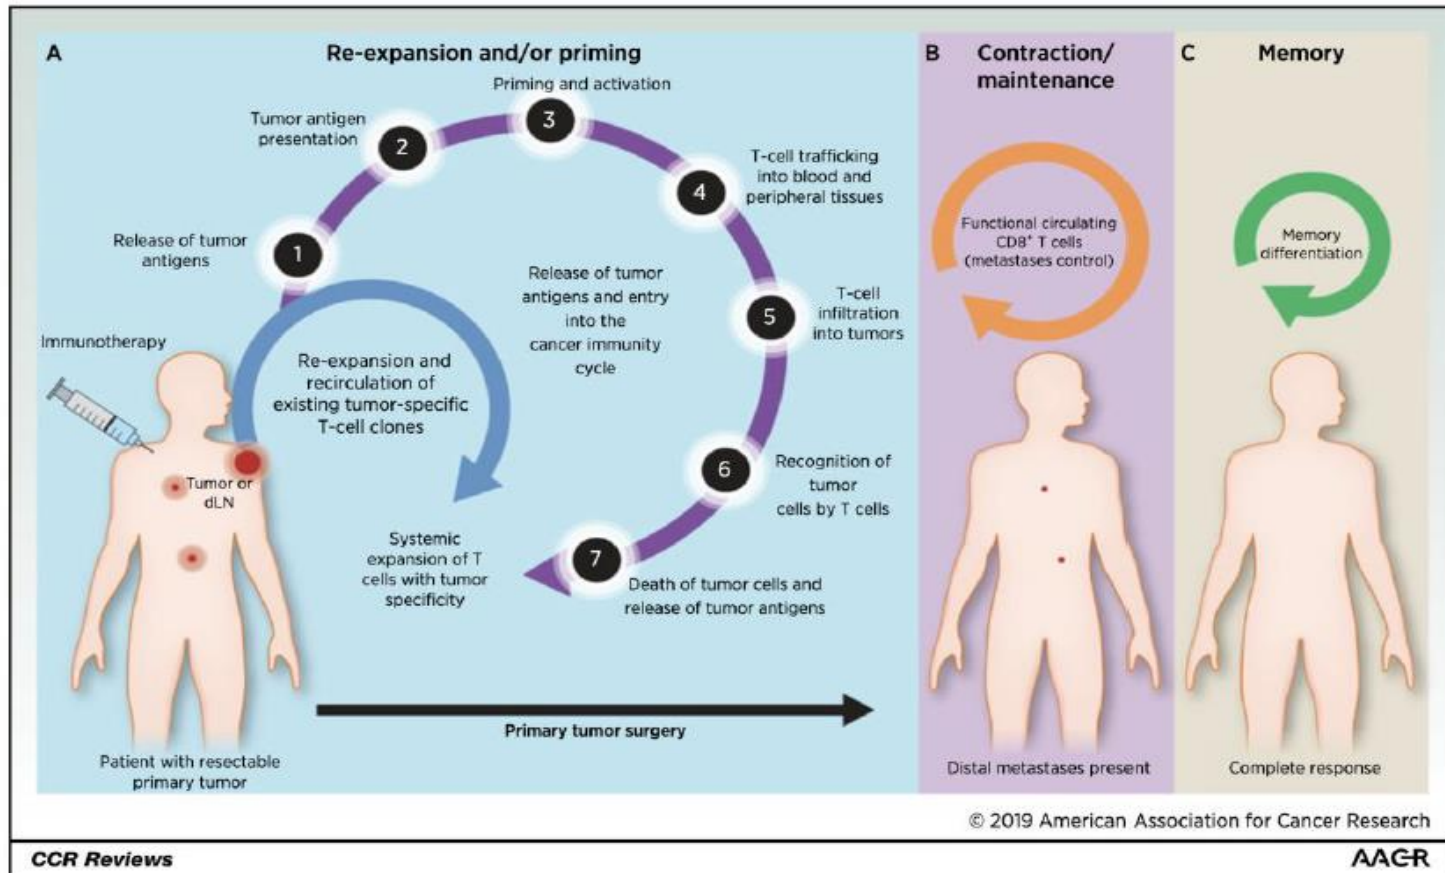 A
Re-expansion and/or priming
Priming and activation
3
Tumor antigen
presentation
2
T-cell trafficking
into blood and
peripheral tissues
4
Release of tumor
antigens
1
Release of tumor
antigens and entry
into the
cancer immunity
cycle
T-cell
infiltration
into tumors
5
Immunotherapy
Re-expansion and
recirculation of
existing tumor-specific
T-cell clones
Tumor or
dLN
6
Recognition of
tumor
cells by T cells
Systemic
expansion of T
cells with tumor
specificity
7
Death of tumor cells and
release of tumor antigens
Primary tumor surgery
Patient with resectable
primary tumor
B
Contraction/
maintenance
Functional circulating
CD8⁺ T cells
(metastases control)
Distal metastases present
C
Memory
Memory
differentiation
Complete response
© 2019 American Association for Cancer Research
CCR Reviews
AACR